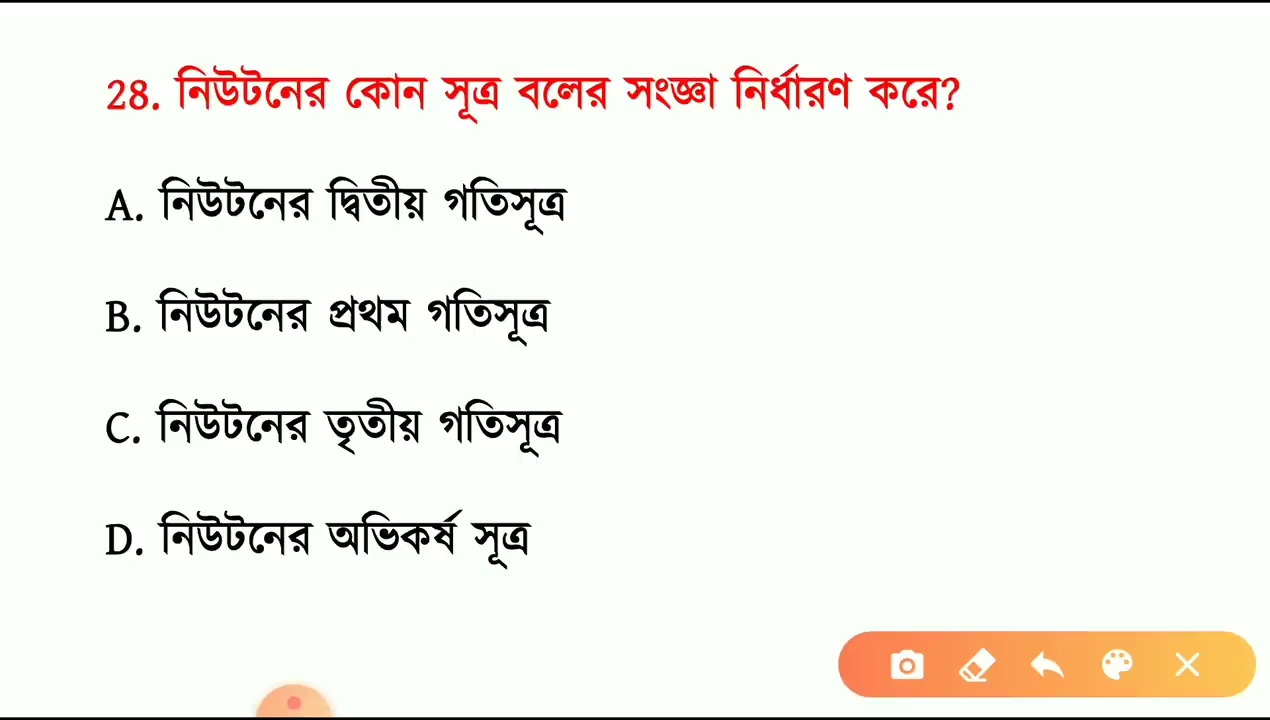 28. নিউটনের কোন সূত্র বলের সংজ্ঞা নির্ধারণ করে?
A. নিউটনের দ্বিতীয় গতিসূত্র
B. নিউটনের প্রথম গতিসূত্র
C. নিউটনের তৃতীয় গতিসূত্র
D. নিউটনের অভিকর্ষ সূত্র